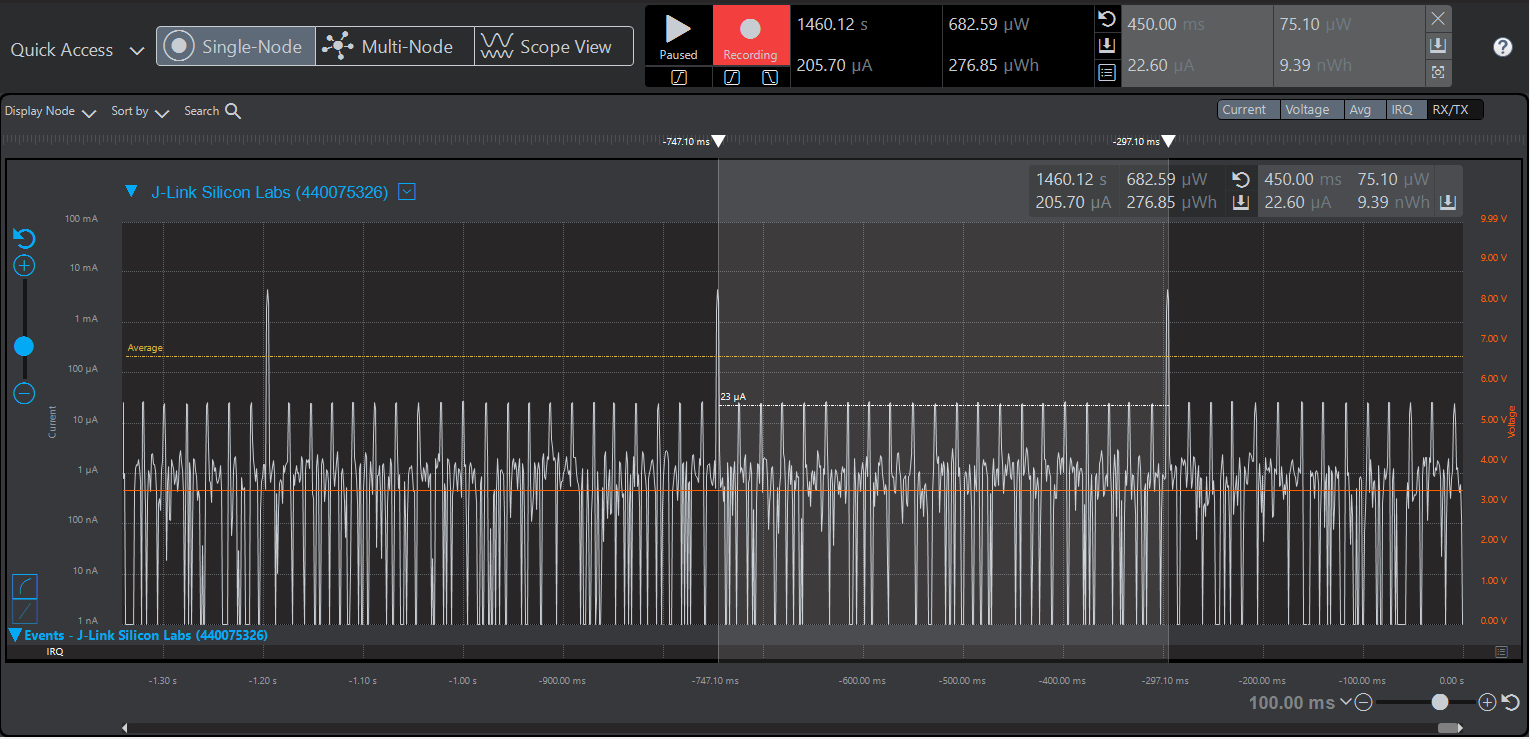 Quick Access
Single-Node
Multi-Node
Scope View
Paused
Recording
1460.12 s
682.59 µW
205.70 µA
276.85 µWh
450.00 ms
75.10 µW
22.60 µA
9.39 nWh
?
Display Node
Sort by
Search
Current
Voltage
Avg
IRQ
RX/TX
-747.10 ms
-297.10 ms
J-Link Silicon Labs (440075326)
1460.12 s 682.59 µW
205.70 µA 276.85 µWh
450.00 ms 75.10 µW
22.60 µA 9.39 nWh
100 mA
10 mA
1 mA
100 µA
10 µA
1 µA
100 nA
10 nA
1 nA
Current
Average
23 µA
9.99 V
9.00 V
8.00 V
7.00 V
6.00 V
5.00 V
4.00 V
3.00 V
2.00 V
1.00 V
0.00 V
Voltage
Events - J-Link Silicon Labs (440075326)
IRQ
-1.30 s
-1.20 s
-1.10 s
-1.00 s
-900.00 ms
-747.10 ms
-600.00 ms
-500.00 ms
-400.00 ms
-297.10 ms
-200.00 ms
-100.00 ms
0.00 s
100.00 ms